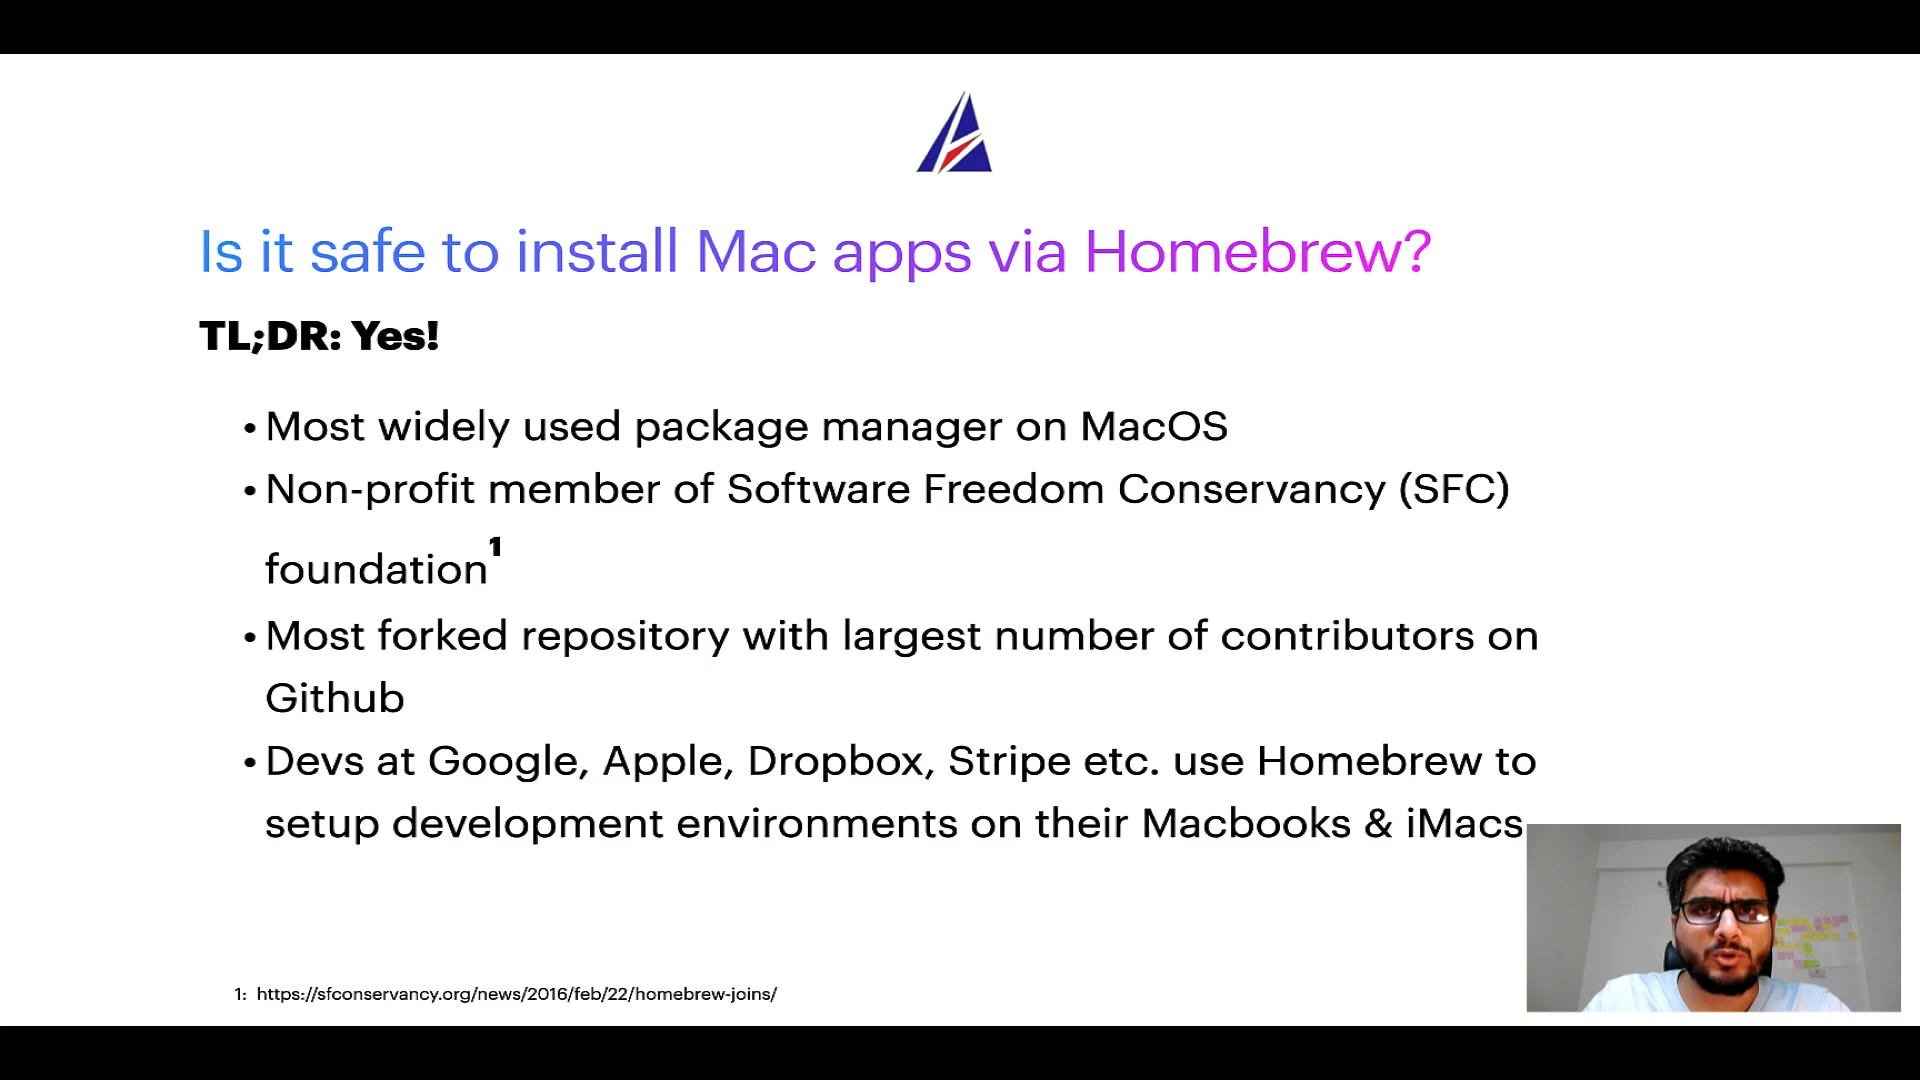 Is it safe to install Mac apps via Homebrew?
TL;DR: Yes!
• Most widely used package manager on MacOS
• Non-profit member of Software Freedom Conservancy (SFC)
foundation1
• Most forked repository with largest number of contributors on
Github
• Devs at Google, Apple, Dropbox, Stripe etc. use Homebrew to
setup development environments on their Macbooks & iMacs
1: https://sfconservancy.org/news/2016/feb/22/homebrew-joins/